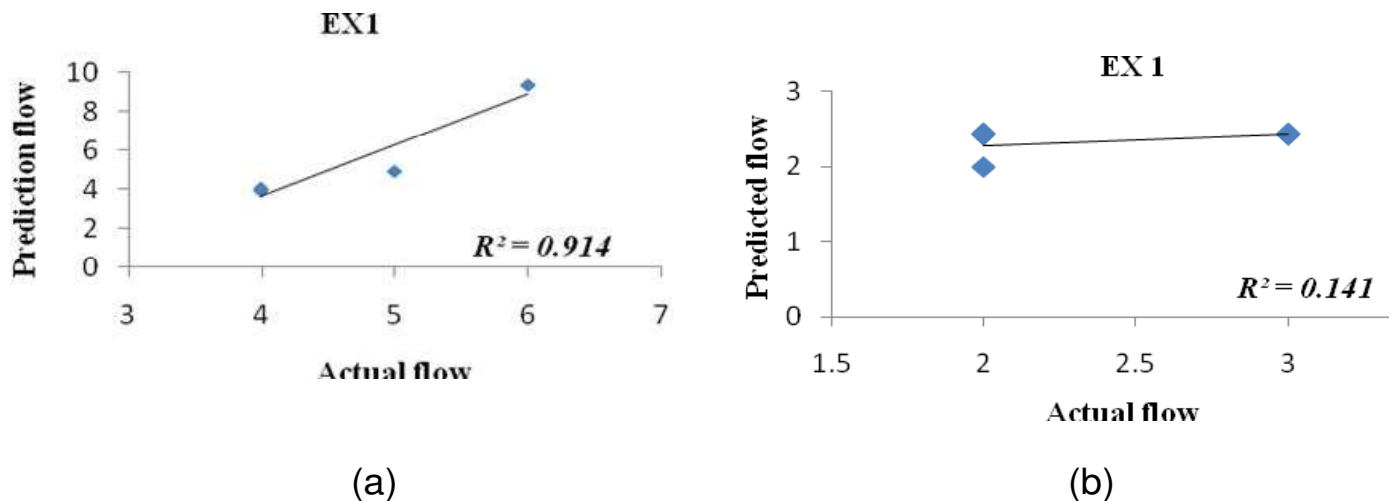 EX1
Prediction flow
10
8
6
4
2
0
R² = 0.914
3 4 5 6 7
Actual flow
(a)
EX 1
Predicted flow
3
2
1
0
R² = 0.141
1.5 2 2.5 3
Actual flow
(b)